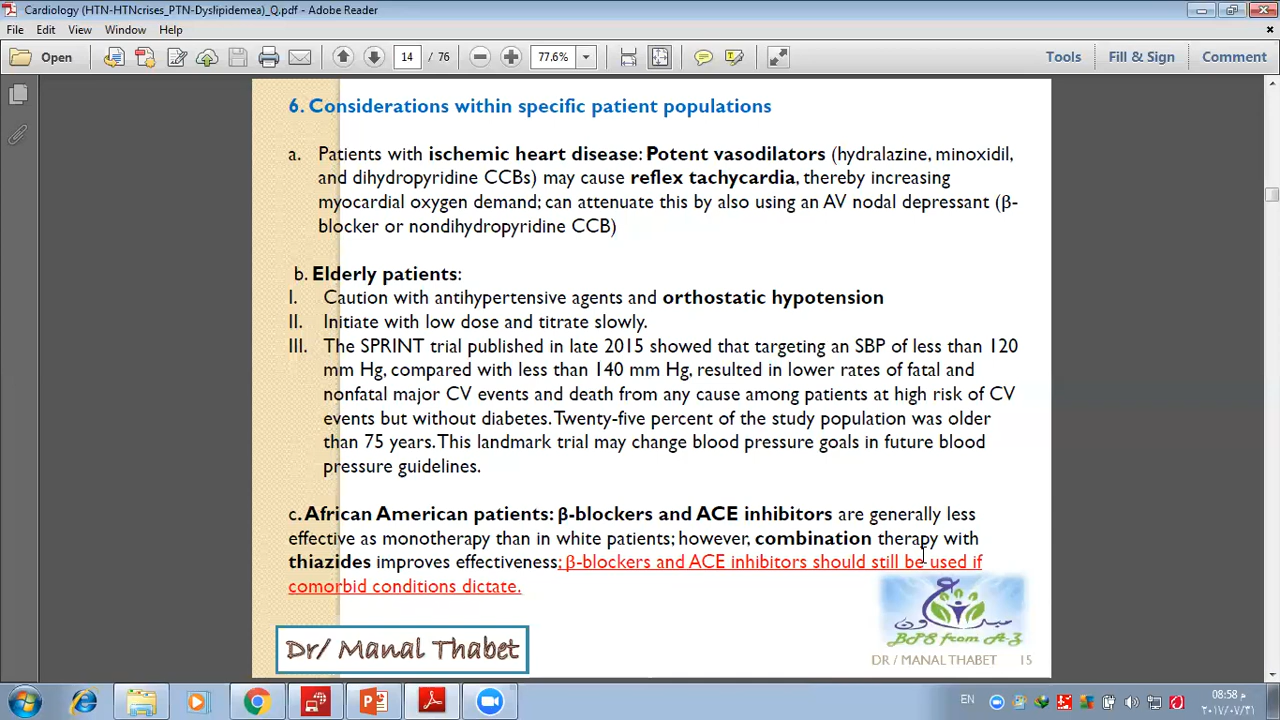 Cardiology (HTN-HTNcrises_PTN-Dyslipidemea)_Q.pdf - Adobe Reader
File Edit View Window Help
Open 14 / 76 77.6% Tools Fill & Sign Comment
6. Considerations within specific patient populations
a. Patients with ischemic heart disease: Potent vasodilators (hydralazine, minoxidil,
and dihydropyridine CCBs) may cause reflex tachycardia, thereby increasing
myocardial oxygen demand; can attenuate this by also using an AV nodal depressant (β-
blocker or nondihydropyridine CCB)
b. Elderly patients:
I. Caution with antihypertensive agents and orthostatic hypotension
II. Initiate with low dose and titrate slowly.
III. The SPRINT trial published in late 2015 showed that targeting an SBP of less than 120
mm Hg, compared with less than 140 mm Hg, resulted in lower rates of fatal and
nonfatal major CV events and death from any cause among patients at high risk of CV
events but without diabetes. Twenty-five percent of the study population was older
than 75 years. This landmark trial may change blood pressure goals in future blood
pressure guidelines.
c. African American patients: β-blockers and ACE inhibitors are generally less
effective as monotherapy than in white patients; however, combination therapy with
thiazides improves effectiveness; β-blockers and ACE inhibitors should still be used if
comorbid conditions dictate.
BPS from A-Z
Dr/ Manal Thabet
DR / MANAL THABET 15
EN
08:58 م
٢٠١٧/٠٧/٣١